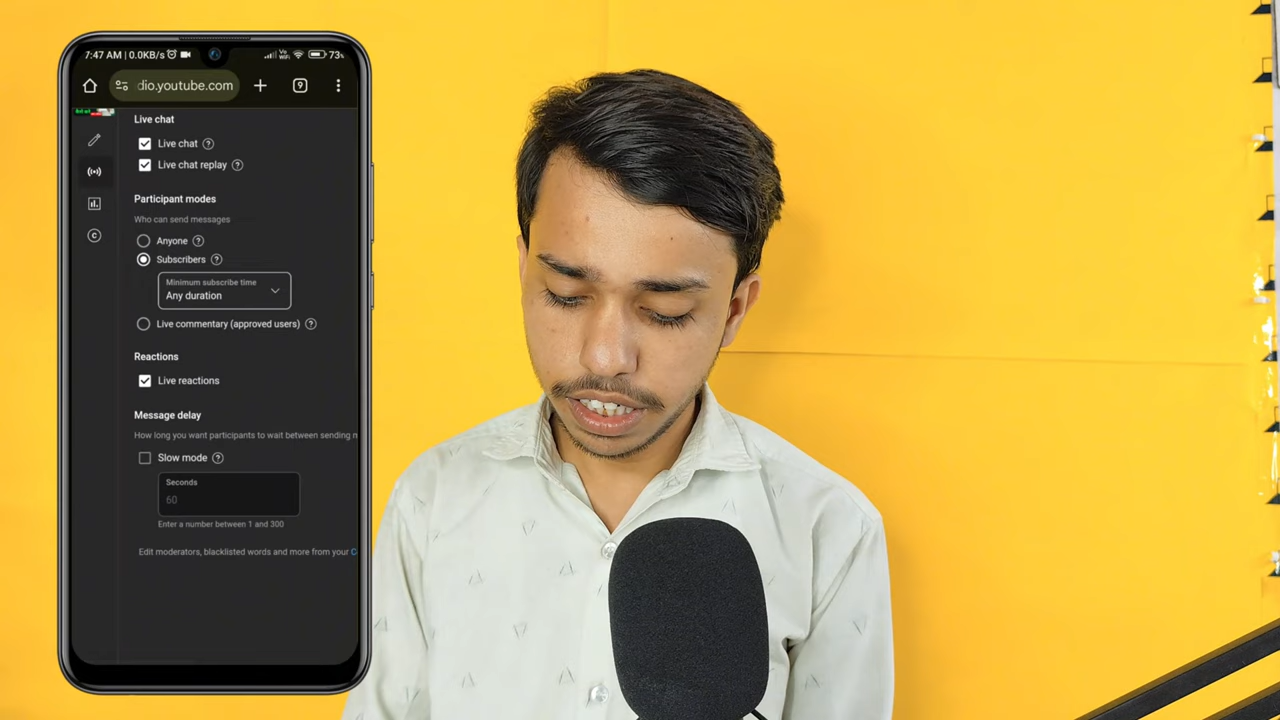 7:47 AM | 0.0KB/s
Vo
WiFi
73%
dio.youtube.com
9
Live chat
Live chat ?
Live chat replay ?
Participant modes
Who can send messages
Anyone ?
Subscribers ?
Minimum subscribe time
Any duration
Live commentary (approved users) ?
Reactions
Live reactions
Message delay
How long you want participants to wait between sending
Slow mode ?
Seconds
60
Enter a number between 1 and 300
Edit moderators, blacklisted words and more from your C